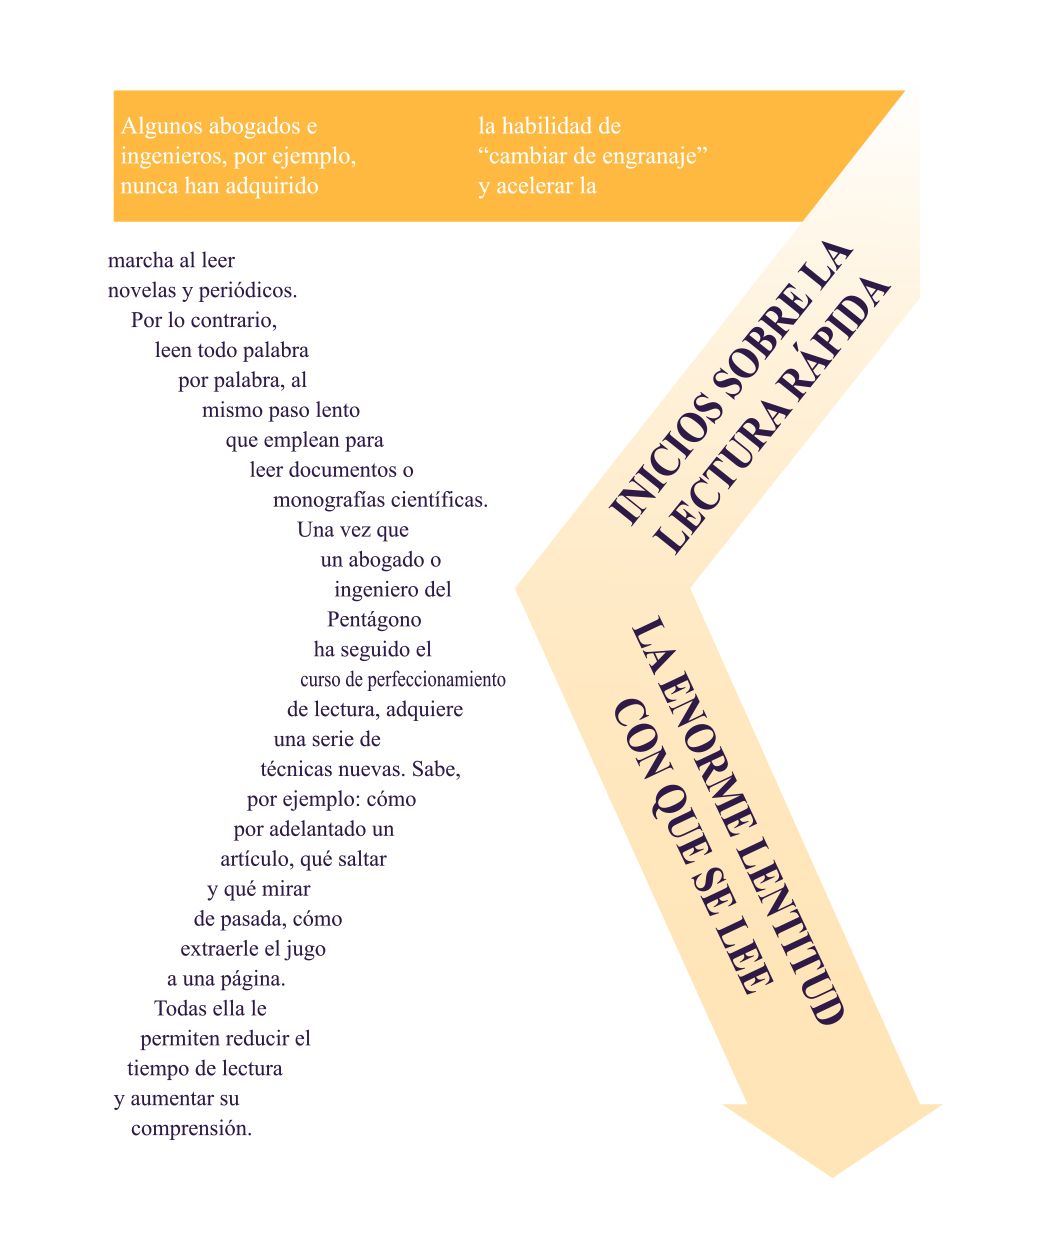 Algunos abogados e
ingenieros, por ejemplo,
nunca han adquirido
la habilidad de
“cambiar de engranaje”
y acelerar la
marcha al leer
novelas y periódicos.
Por lo contrario,
leen todo palabra
por palabra, al
mismo paso lento
que emplean para
leer documentos o
monografías científicas.
Una vez que
un abogado o
ingeniero del
Pentágono
ha seguido el
curso de perfeccionamiento
de lectura, adquiere
una serie de
técnicas nuevas. Sabe,
por ejemplo: cómo
por adelantado un
artículo, qué saltar
y qué mirar
de pasada, cómo
extraerle el jugo
a una página.
Todas ella le
permiten reducir el
tiempo de lectura
y aumentar su
comprensión.
INICIOS SOBRE LA
LECTURA RÁPIDA
LA ENORME LENTITUD
CON QUE SE LEE